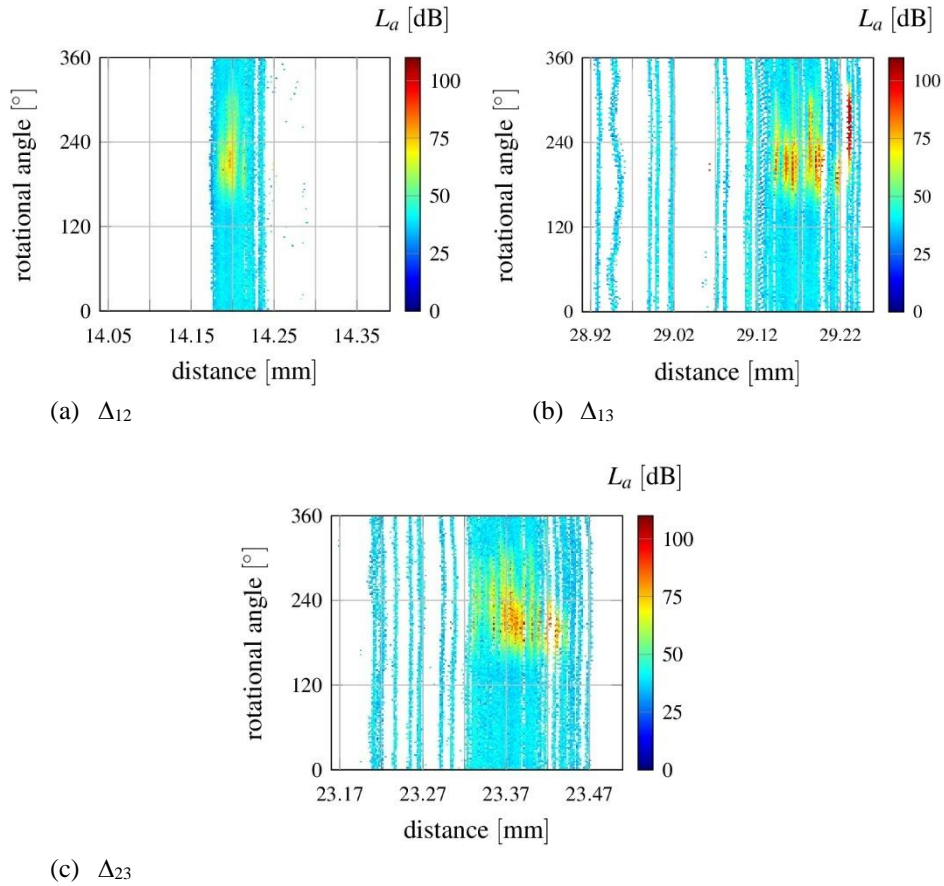 L_a [dB]
360
240
120
0
rotational angle [°]
14.05 14.15 14.25 14.35
distance [mm]
100
75
50
25
0
(a) Δ12
L_a [dB]
360
240
120
0
rotational angle [°]
28.92 29.02 29.12 29.22
distance [mm]
100
75
50
25
0
(b) Δ13
L_a [dB]
360
240
120
0
rotational angle [°]
23.17 23.27 23.37 23.47
distance [mm]
100
75
50
25
0
(c) Δ23